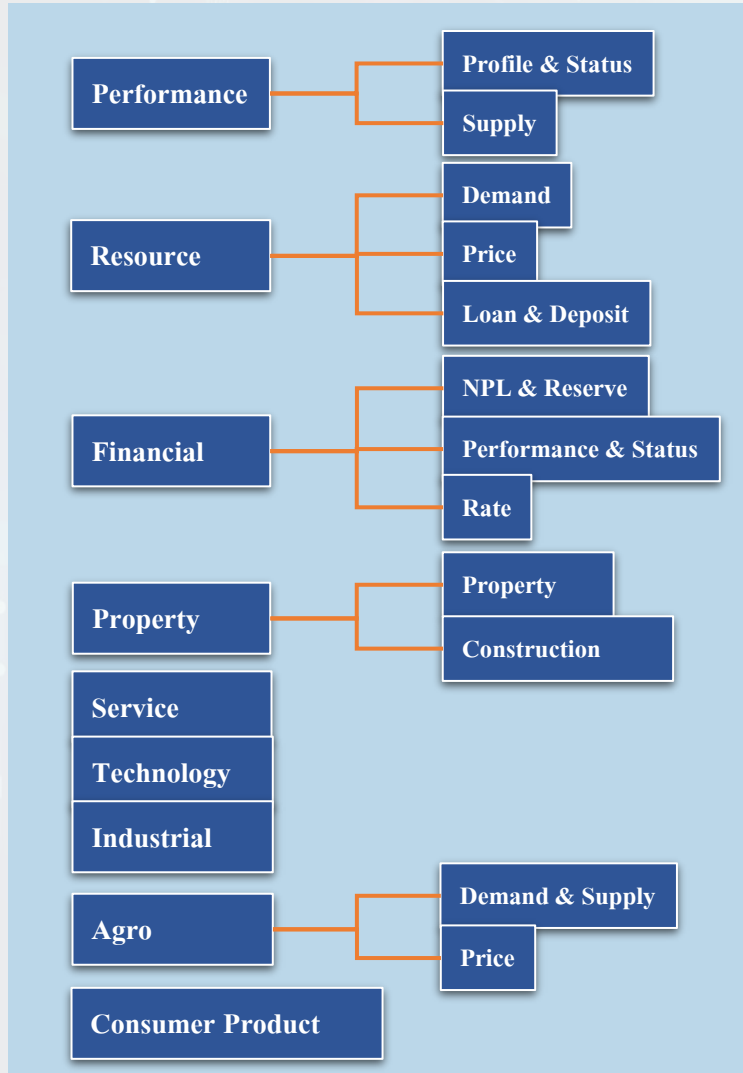 Performance
Profile & Status
Supply
Resource
Demand
Price
Loan & Deposit
Financial
NPL & Reserve
Performance & Status
Rate
Property
Property
Construction
Service
Technology
Industrial
Agro
Demand & Supply
Price
Consumer Product